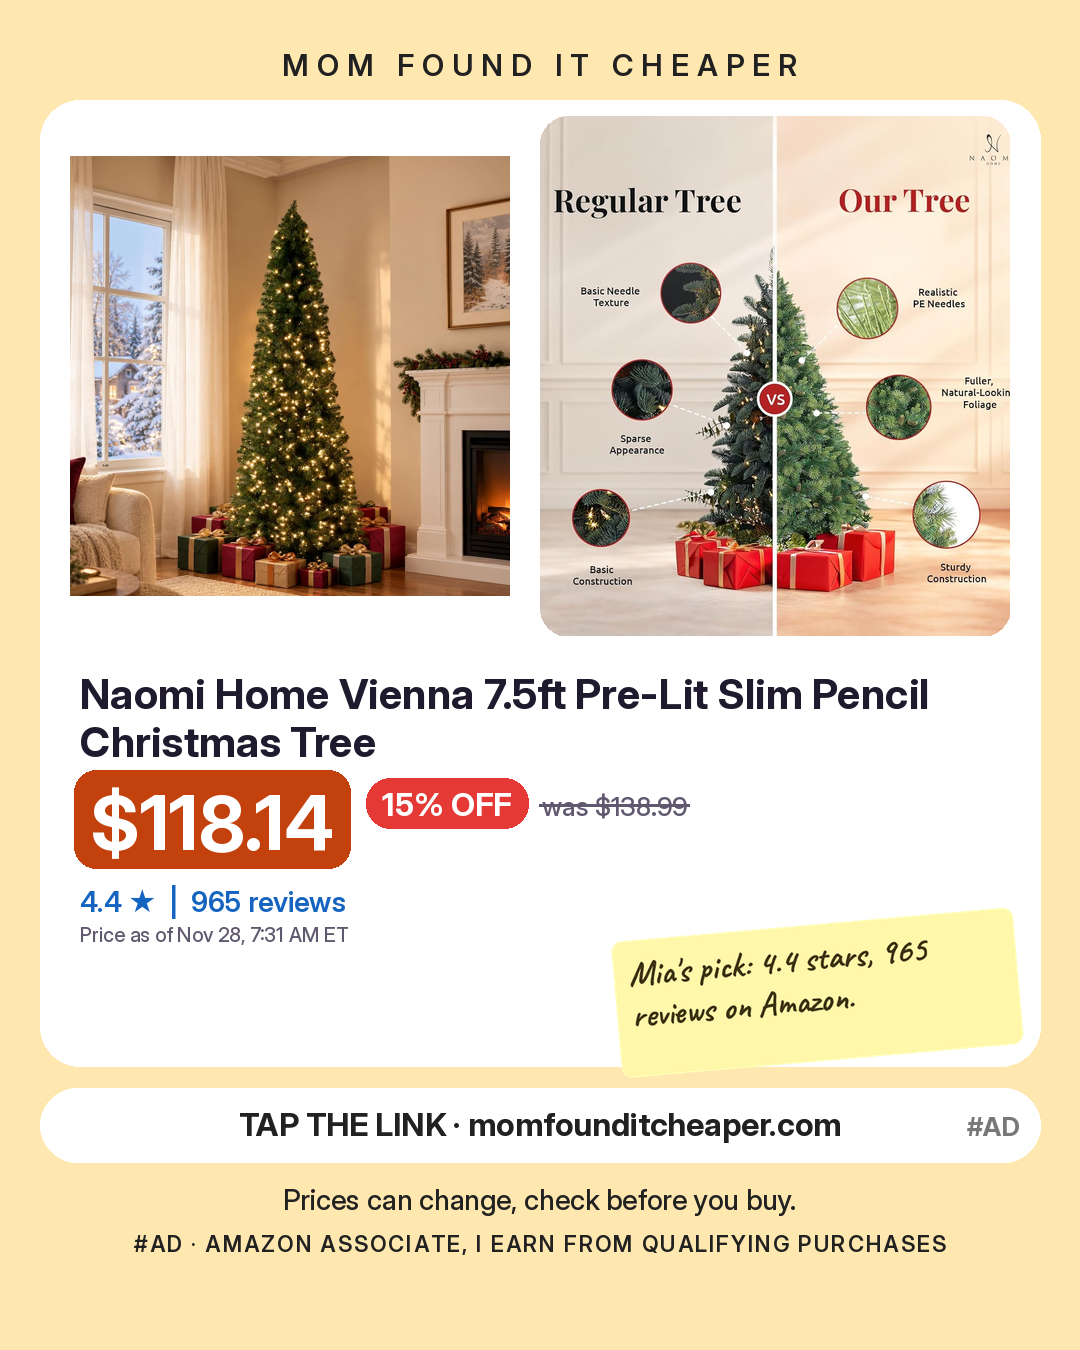 MOM FOUND IT CHEAPER
NAOM
HOME
Regular Tree
Our Tree
Basic Needle
Texture
Realistic
PE Needles
VS
Fuller,
Natural-Lookin
Foliage
Sparse
Appearance
Basic
Construction
Sturdy
Construction
Naomi Home Vienna 7.5ft Pre-Lit Slim Pencil
Christmas Tree
$118.14
15% OFF
was $138.99
4.4 ★ | 965 reviews
Price as of Nov 28, 7:31 AM ET
Mia's pick: 4.4 stars, 965
reviews on Amazon.
TAP THE LINK · momfounditcheaper.com
#AD
Prices can change, check before you buy.
#AD · AMAZON ASSOCIATE, I EARN FROM QUALIFYING PURCHASES